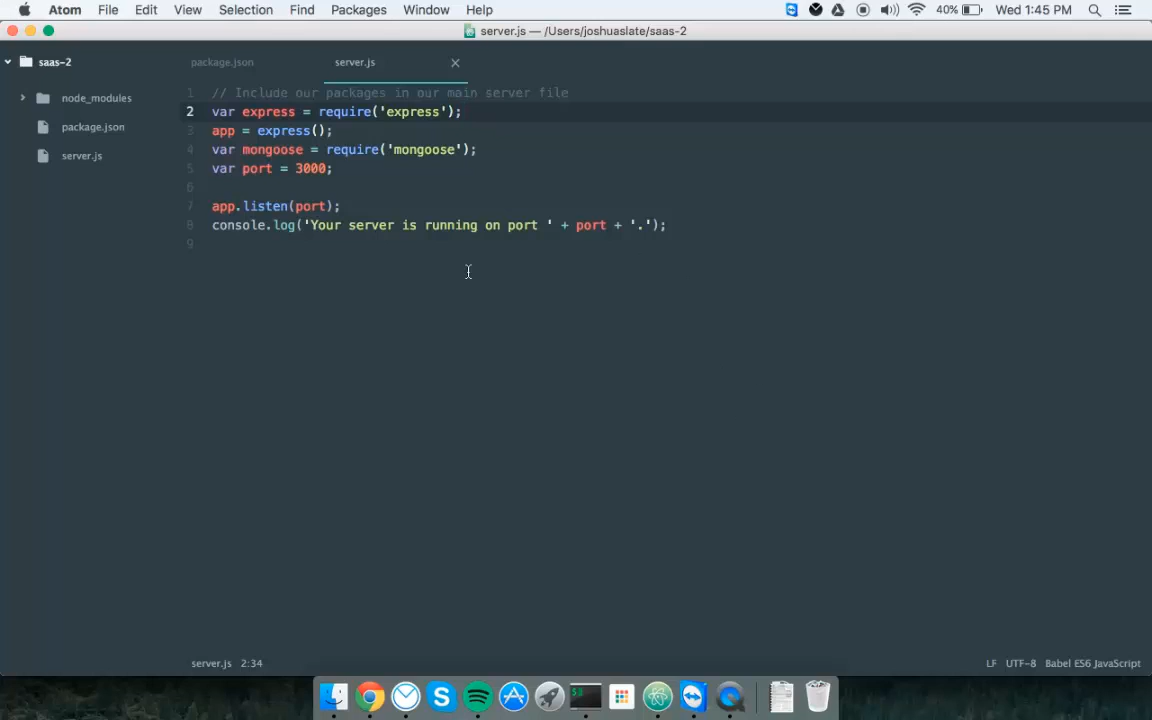 Atom File Edit View Selection Find Packages Window Help 40% Wed 1:45 PM
server.js — /Users/joshuaslate/saas-2
saas-2
node_modules
package.json
server.js
package.json server.js
1 // Include our packages in our main server file
2 var express = require('express');
3 app = express();
4 var mongoose = require('mongoose');
5 var port = 3000;
6
7 app.listen(port);
8 console.log('Your server is running on port ' + port + '.');
9
server.js 2:34 LF UTF-8 Babel ES6 JavaScript